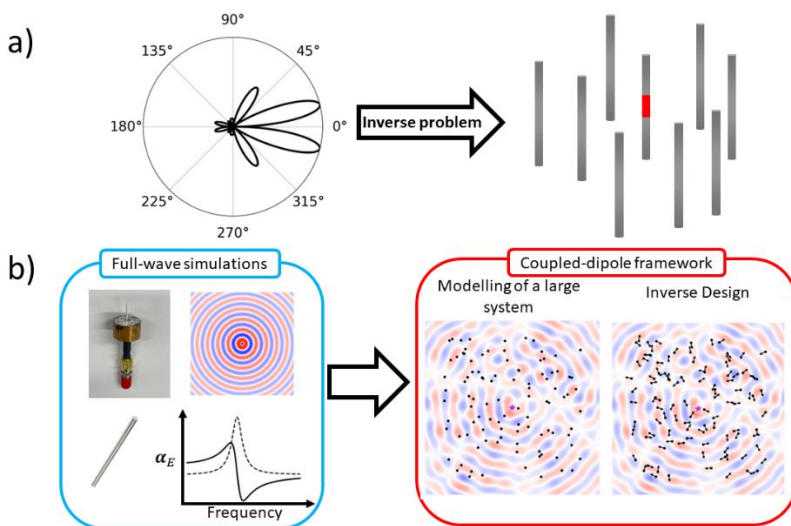 a)
90°
135°
45°
180°
0°
225°
315°
270°
Inverse problem
b)
Full-wave simulations
Coupled-dipole framework
Modelling of a large
system
Inverse Design
α_E
Frequency